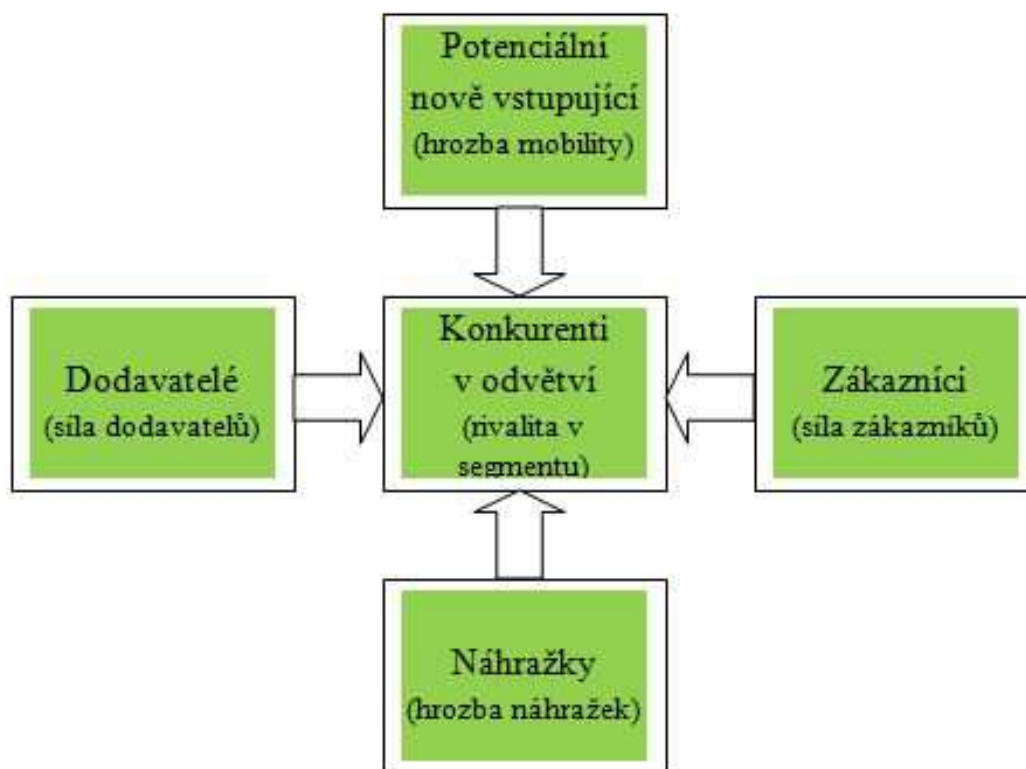 Potenciální
nově vstupující
(hrozba mobility)
Dodavatelé
(síla dodavatelů)
Konkurenti
v odvětví
(rivalita v
segmentu)
Zákazníci
(síla zákazníků)
Náhražky
(hrozba náhražek)